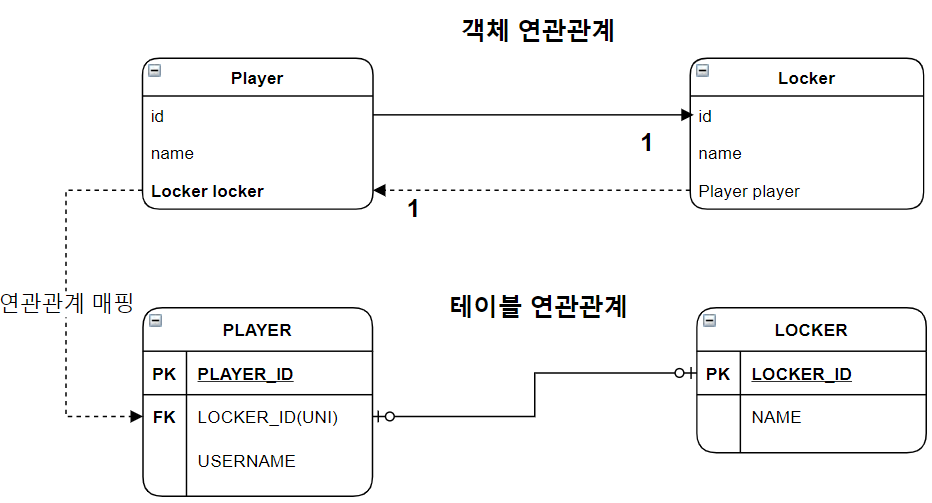 객체 연관관계
Player
id
name
Locker locker
Locker
id
name
Player player
1
1
연관관계 매핑
테이블 연관관계
PLAYER
PK PLAYER_ID
FK LOCKER_ID(UNI)
USERNAME
LOCKER
PK LOCKER_ID
NAME